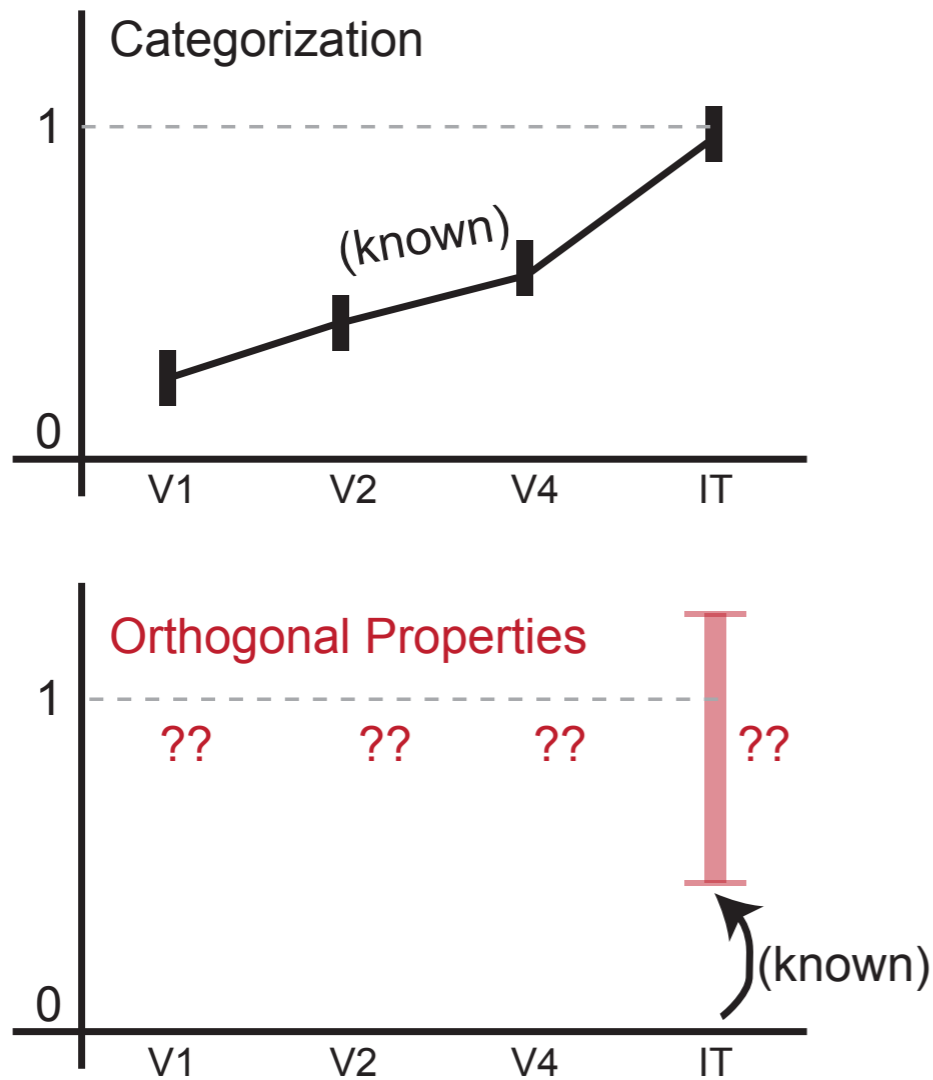 Categorization
1
(known)
0
V1 V2 V4 IT
Orthogonal Properties
1
?? ?? ?? ??
(known)
0
V1 V2 V4 IT